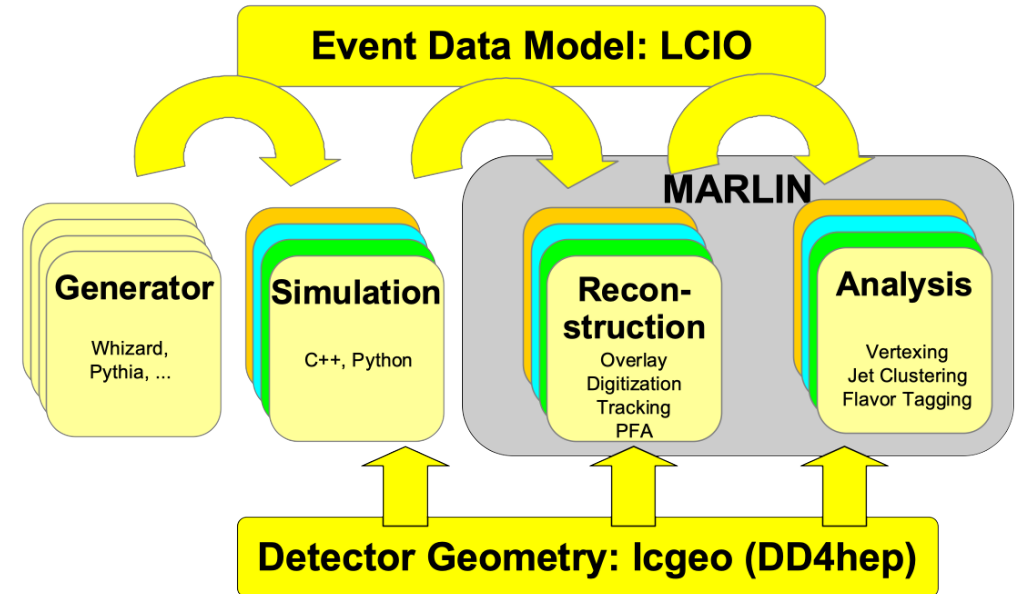 Event Data Model: LCIO
MARLIN
Generator
Whizard,
Pythia, ...
Simulation
C++, Python
Recon-
struction
Overlay
Digitization
Tracking
PFA
Analysis
Vertexing
Jet Clustering
Flavor Tagging
Detector Geometry: lcgeo (DD4hep)